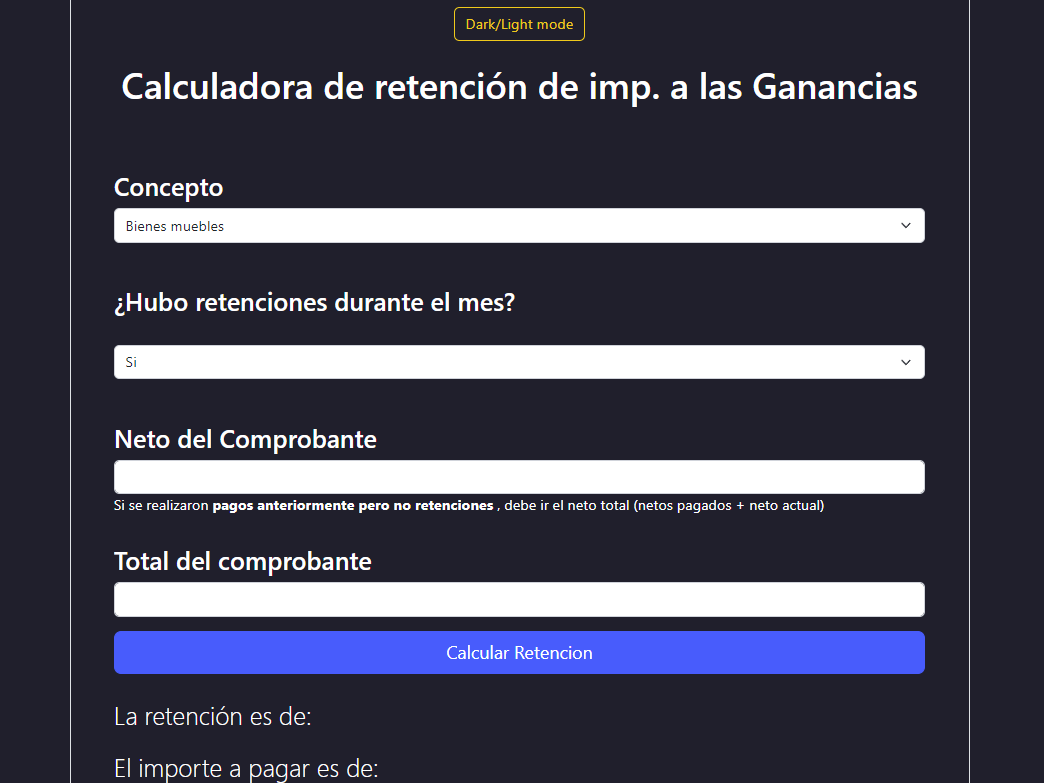 Dark/Light mode
Calculadora de retención de imp. a las Ganancias
Concepto
Bienes muebles
¿Hubo retenciones durante el mes?
Si
Neto del Comprobante
Si se realizaron pagos anteriormente pero no retenciones , debe ir el neto total (netos pagados + neto actual)
Total del comprobante
Calcular Retencion
La retención es de:
El importe a pagar es de: